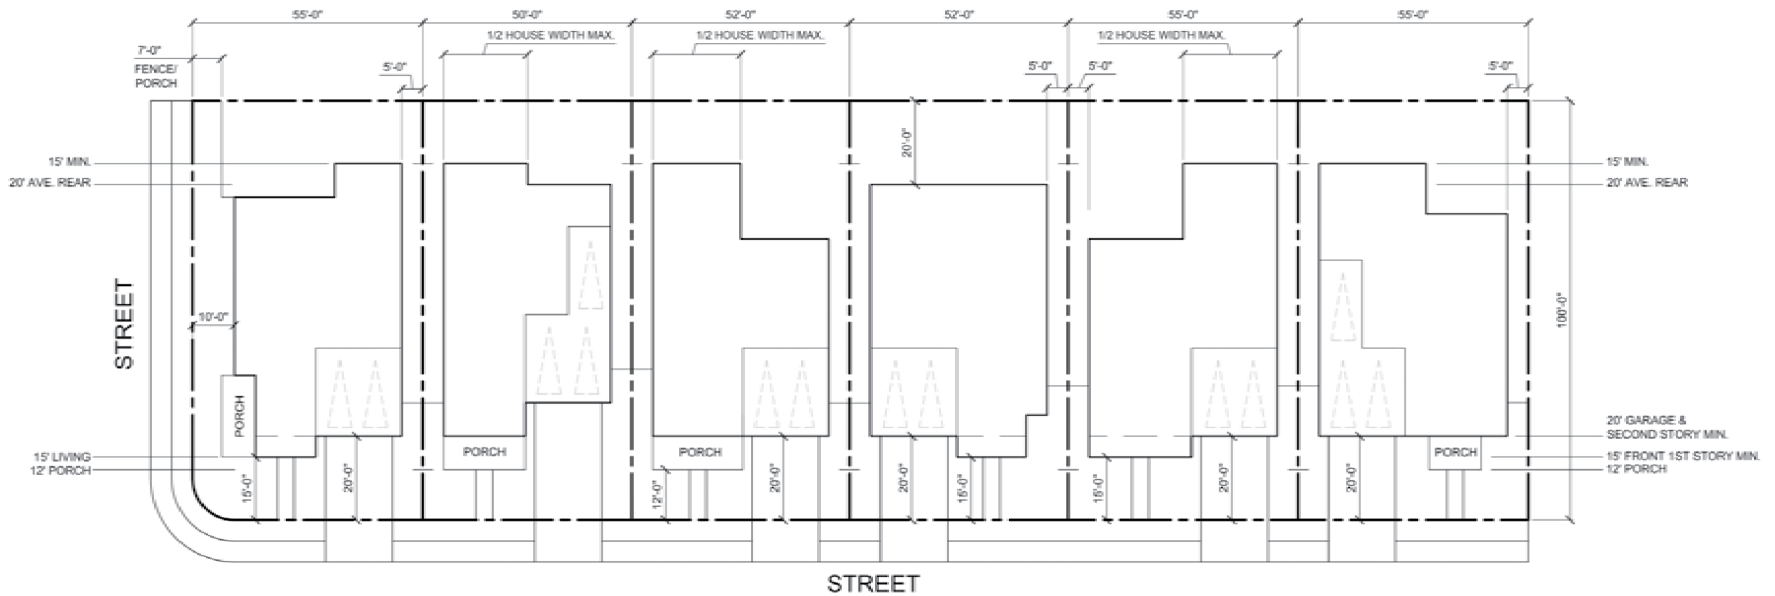 55'-0"
50'-0"
52'-0"
52'-0"
55'-0"
55'-0"
1/2 HOUSE WIDTH MAX.
1/2 HOUSE WIDTH MAX.
1/2 HOUSE WIDTH MAX.
7'-0"
FENCE/
PORCH
5'-0"
5'-0"
5'-0"
5'-0"
20'-0"
15' MIN.
20' AVE. REAR
15' MIN.
20' AVE. REAR
STREET
10'-0"
100'-0"
PORCH
15' LIVING
12' PORCH
15'-0"
20'-0"
PORCH
PORCH
12'-0"
20'-0"
20'-0"
15'-0"
15'-0"
20'-0"
20'-0"
PORCH
20' GARAGE &
SECOND STORY MIN.
15' FRONT 1ST STORY MIN.
12' PORCH
STREET